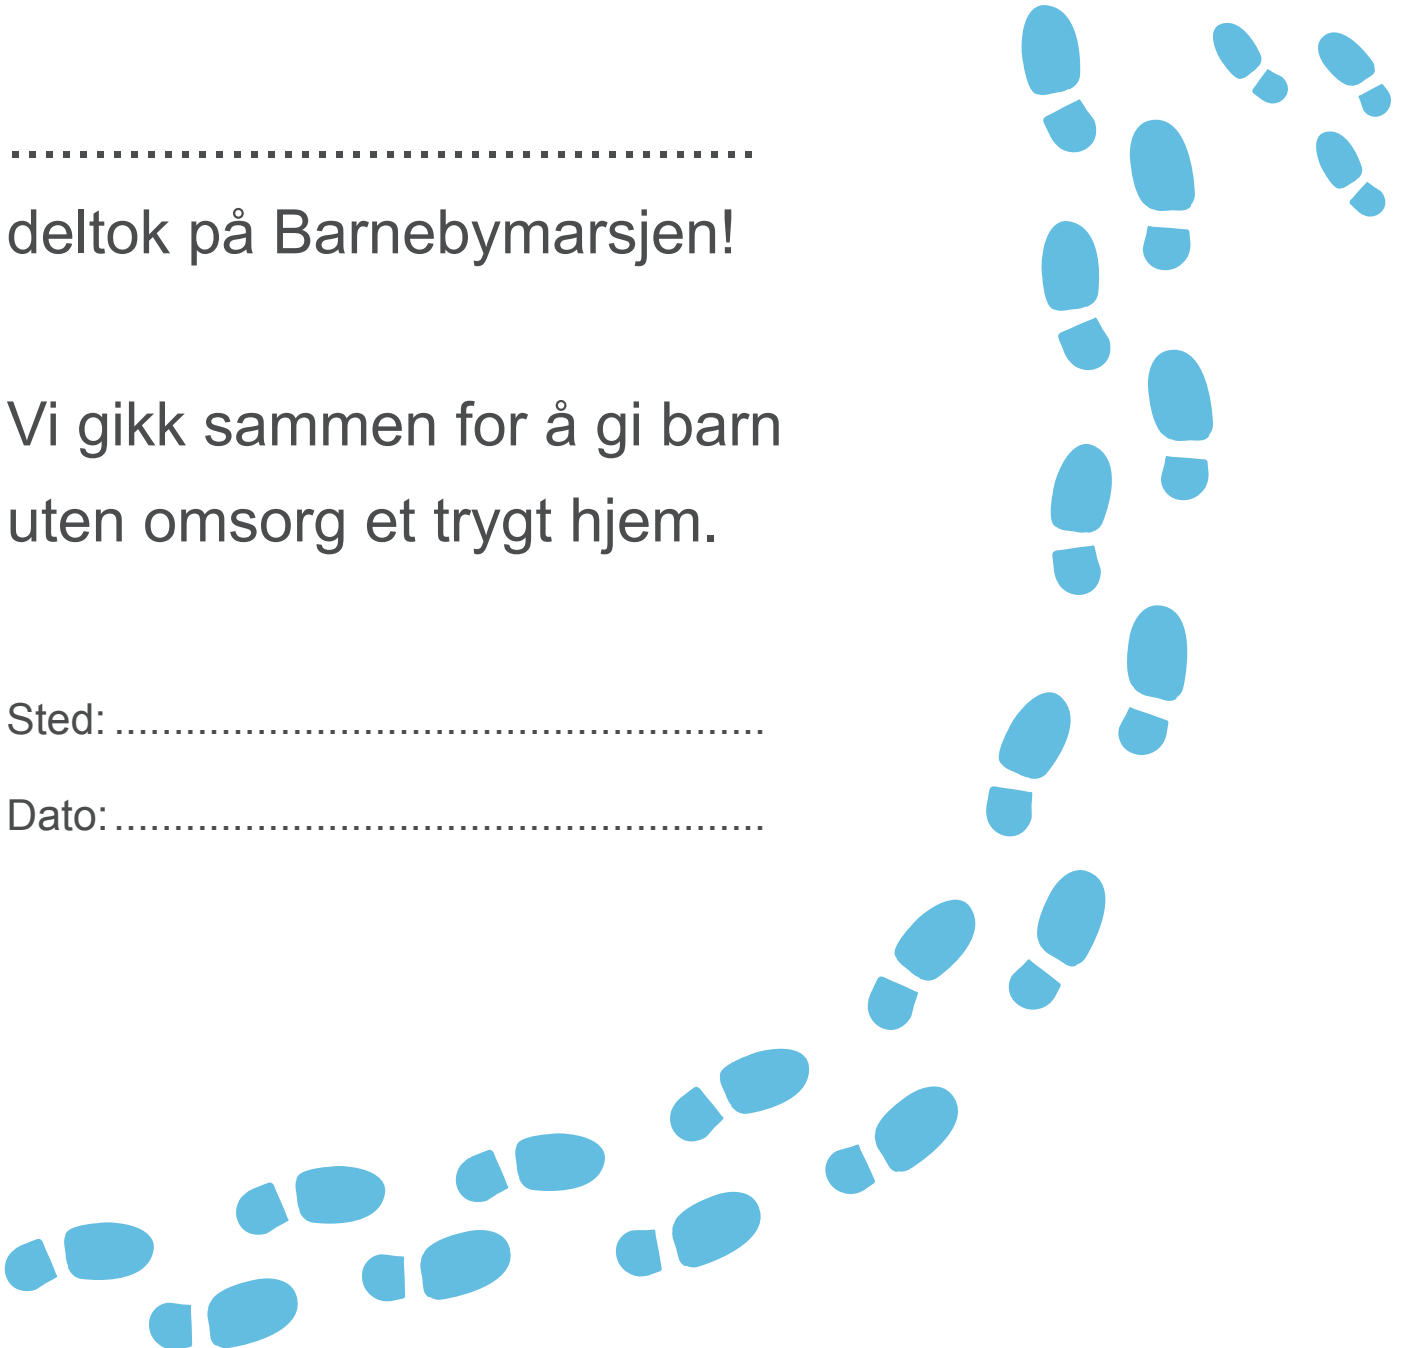 ............................................
deltok på Barnebymarsjen!
Vi gikk sammen for å gi barn
uten omsorg et trygt hjem.
Sted: .......................................................
Dato: .......................................................